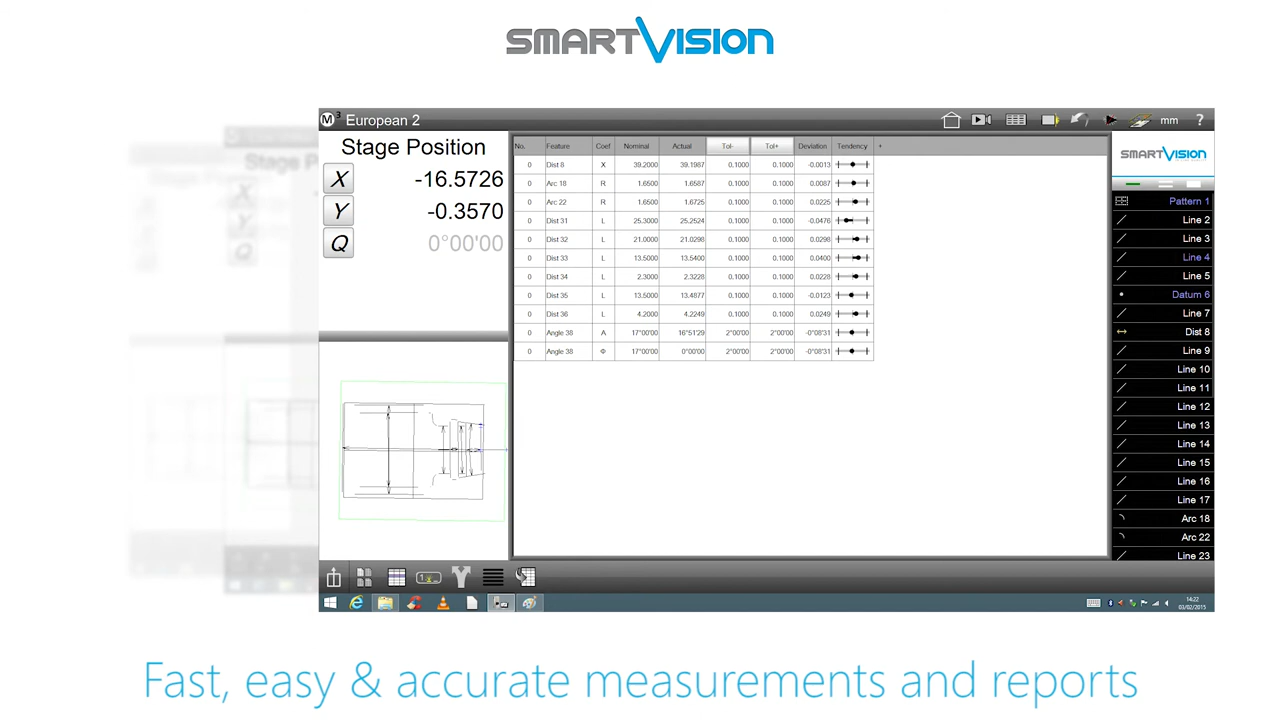 SMARTVISION
M3 European 2
mm ?
Stage Position
X -16.5726
Y -0.3570
Q 0°00'00
No. Feature Coef Nominal Actual Tol- Tol+ Deviation Tendency +
0 Dist 8 X 39.2000 39.1987 0.1000 0.1000 -0.0013
0 Arc 18 R 1.6500 1.6587 0.1000 0.1000 0.0087
0 Arc 22 R 1.6500 1.6725 0.1000 0.1000 0.0225
0 Dist 31 L 25.3000 25.2524 0.1000 0.1000 -0.0476
0 Dist 32 L 21.0000 21.0298 0.1000 0.1000 0.0298
0 Dist 33 L 13.5000 13.5400 0.1000 0.1000 0.0400
0 Dist 34 L 2.3000 2.3228 0.1000 0.1000 0.0228
0 Dist 35 L 13.5000 13.4877 0.1000 0.1000 -0.0123
0 Dist 36 L 4.2000 4.2249 0.1000 0.1000 0.0249
0 Angle 38 A 17°00'00 16°51'29 2°00'00 2°00'00 -0°08'31
0 Angle 38 Φ 17°00'00 0°00'00 2°00'00 2°00'00 -0°08'31
SMARTVISION
Pattern 1
Line 2
Line 3
Line 4
Line 5
Datum 6
Line 7
Dist 8
Line 9
Line 10
Line 11
Line 12
Line 13
Line 14
Line 15
Line 16
Line 17
Arc 18
Arc 22
Line 23
14:22
03/02/2015
Fast, easy & accurate measurements and reports